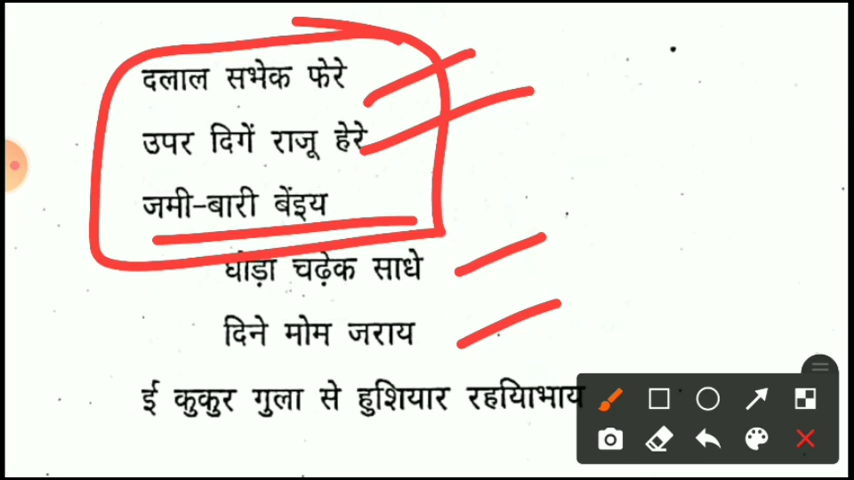 दलाल सभेक फेरे
उपर दिगें राजू हेरे
जमी-बारी बेंइय
घोड़ा चढ़ेक साधे
दिने मोम जराय
ई कुकुर गुला से हुशियार रहयिाभाय